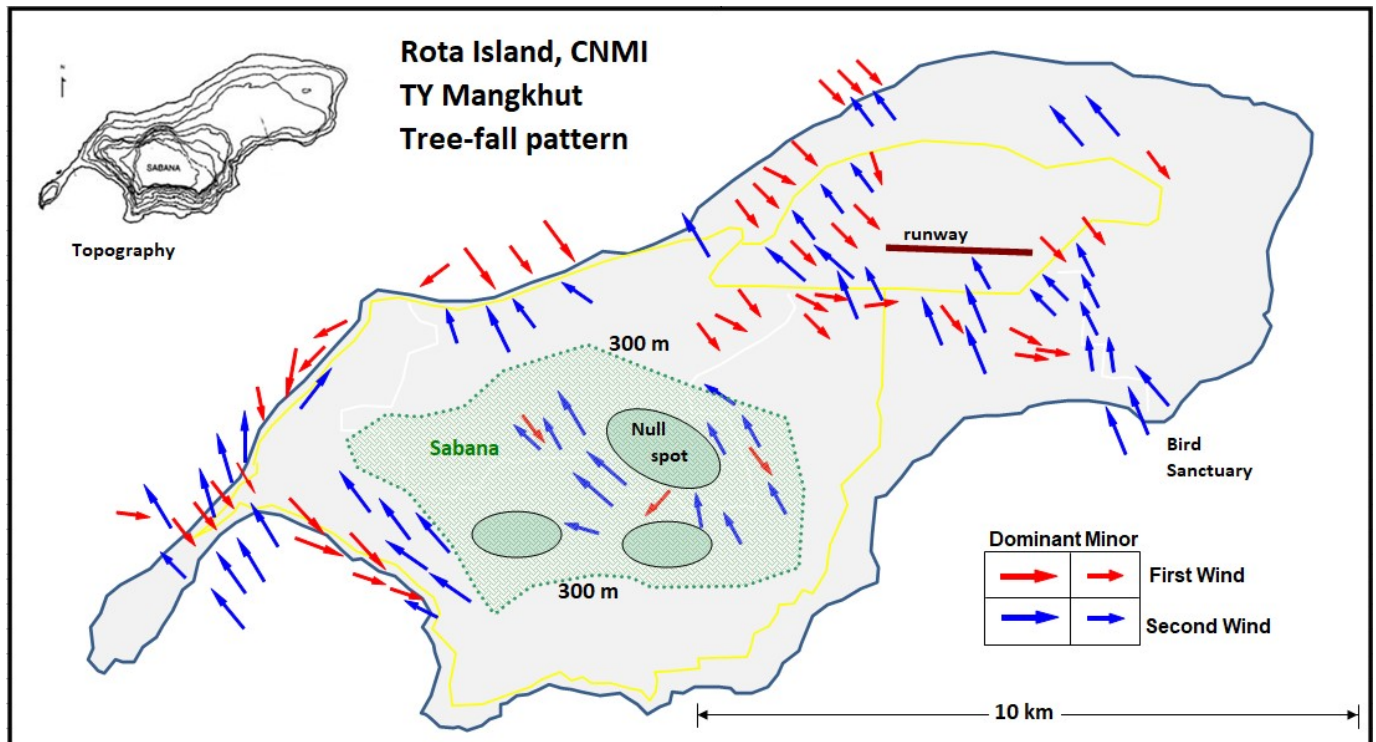 Rota Island, CNMI
TY Mangkhut
Tree-fall pattern
N
SABANA
Topography
runway
300 m
Sabana
Null
spot
Bird
Sanctuary
300 m
Dominant Minor
First Wind
Second Wind
10 km